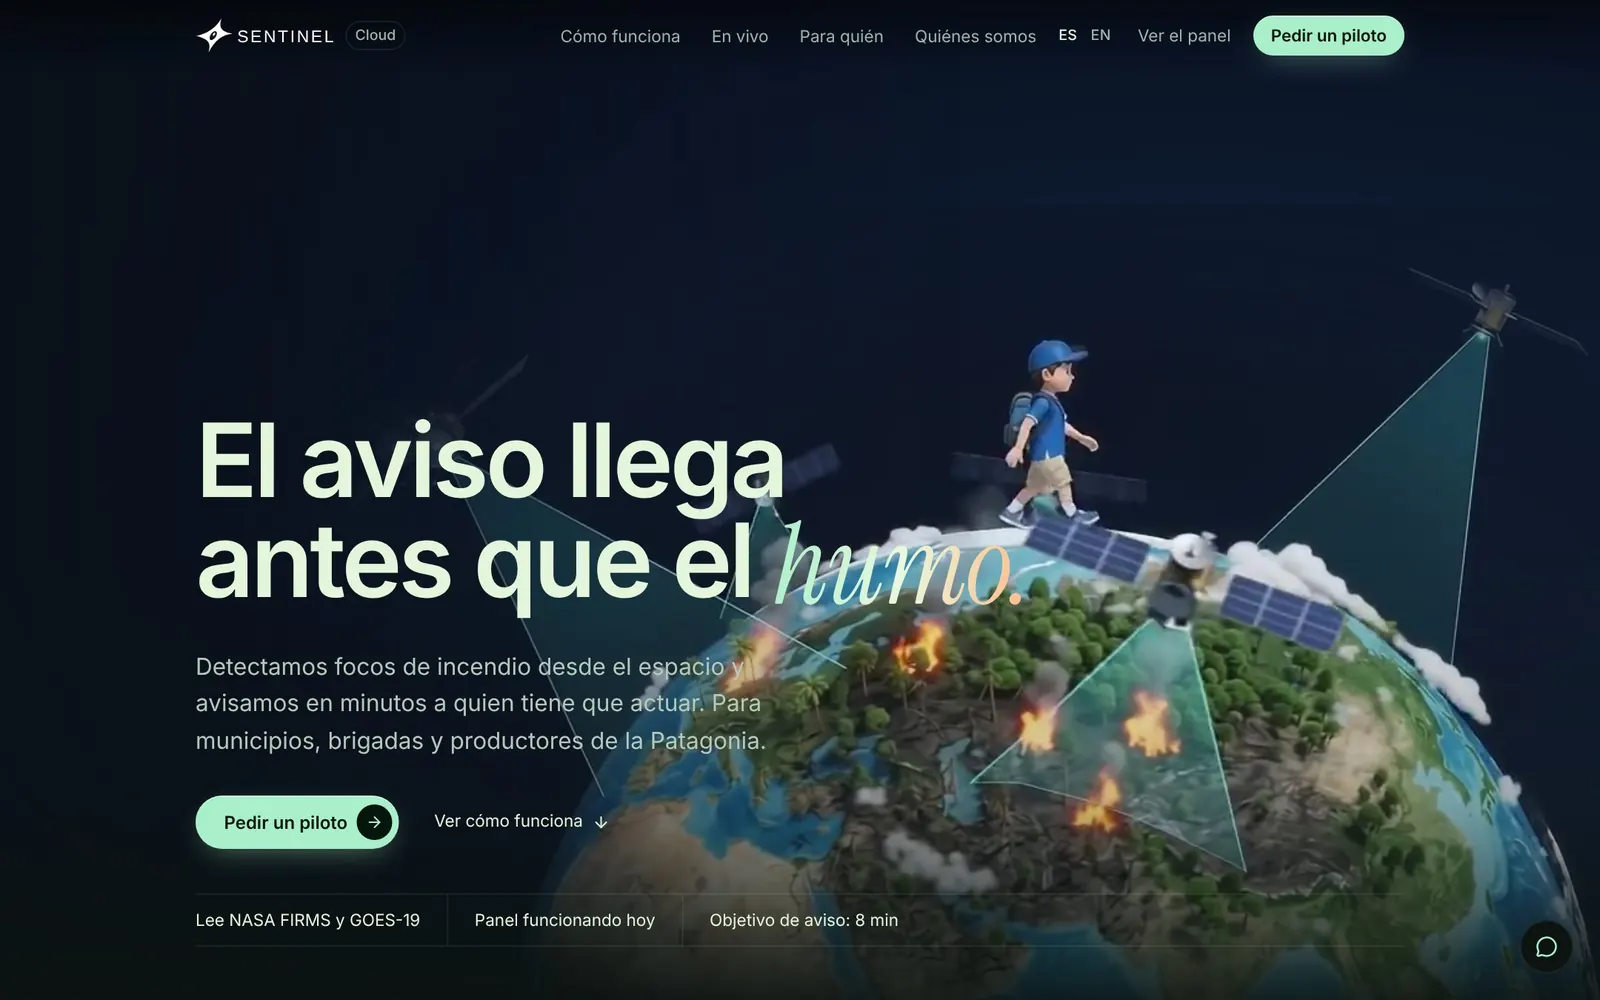 SENTINEL Cloud
Cómo funciona En vivo Para quién Quiénes somos ES EN Ver el panel Pedir un piloto
El aviso llega
antes que el humo.
Detectamos focos de incendio desde el espacio y
avisamos en minutos a quien tiene que actuar. Para
municipios, brigadas y productores de la Patagonia.
Pedir un piloto Ver cómo funciona
Lee NASA FIRMS y GOES-19 Panel funcionando hoy Objetivo de aviso: 8 min